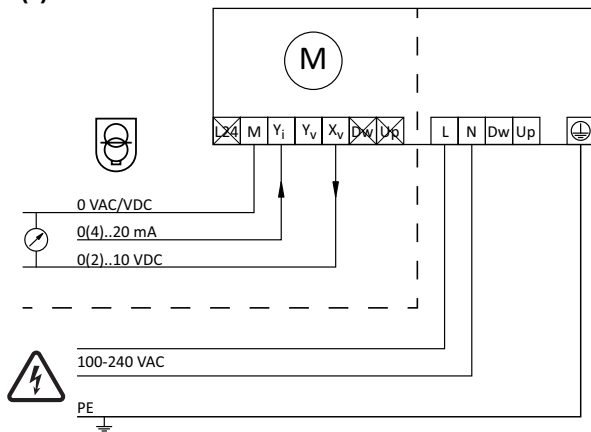 M
L24 M Yi Yv Xv Dw Up L N Dw Up
0 VAC/VDC
0(4)..20 mA
0(2)..10 VDC
100-240 VAC
PE